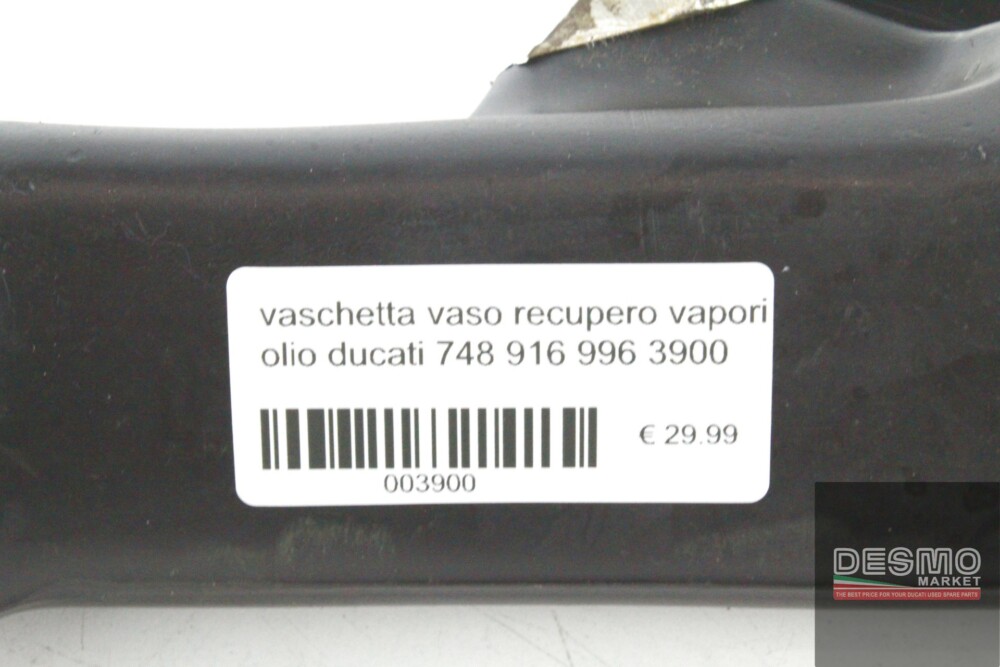 vaschetta vaso recupero vapori
olio ducati 748 916 996 3900
€ 29.99
003900
DESMO
MARKET
THE BEST PRICE FOR YOUR DUCATI USED SPARE PARTS